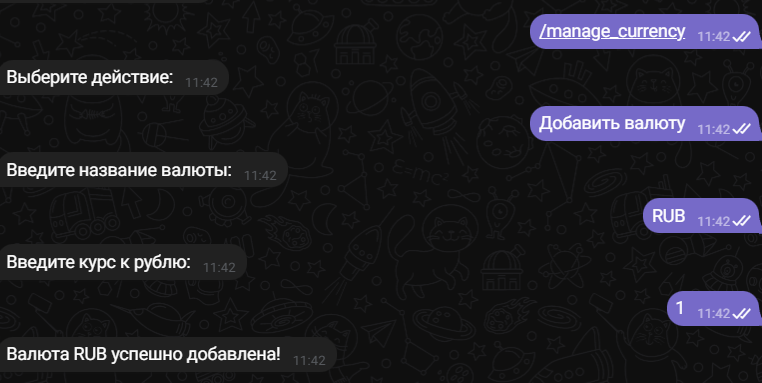 /manage_currency 11:42
Выберите действие: 11:42
Добавить валюту 11:42
Введите название валюты: 11:42
RUB 11:42
Введите курс к рублю: 11:42
1 11:42
Валюта RUB успешно добавлена! 11:42